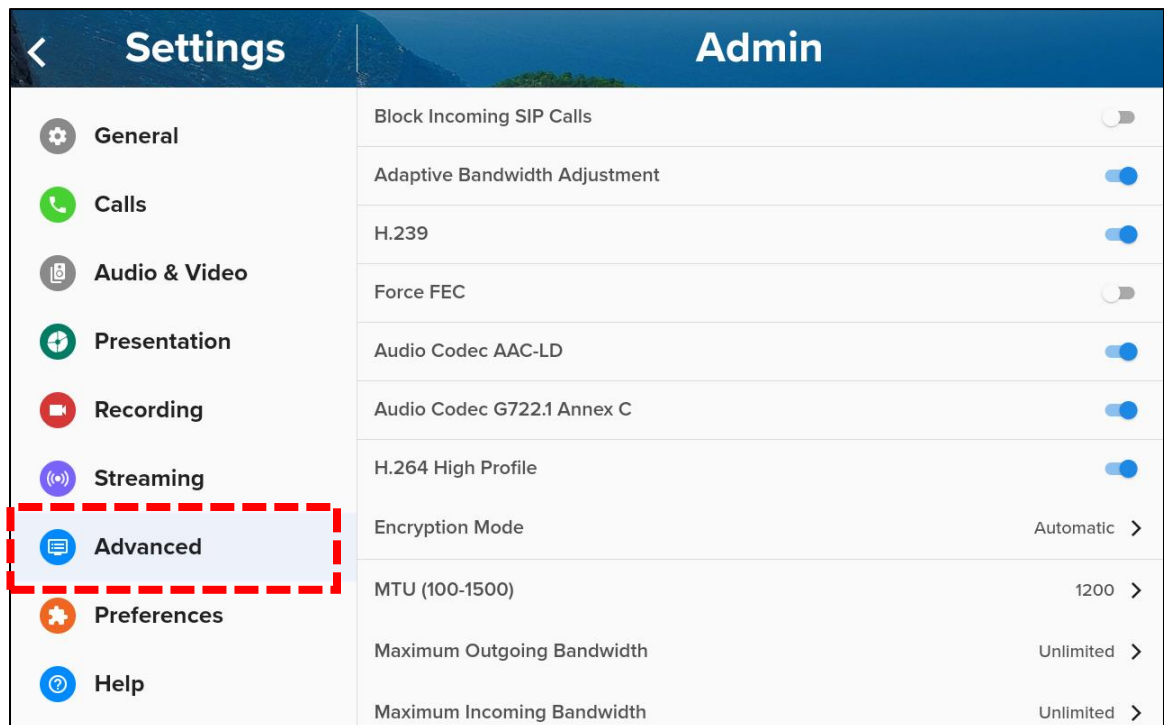 Settings
Admin
General
Calls
Audio & Video
Presentation
Recording
Streaming
Advanced
Preferences
Help
Block Incoming SIP Calls
Adaptive Bandwidth Adjustment
H.239
Force FEC
Audio Codec AAC-LD
Audio Codec G722.1 Annex C
H.264 High Profile
Encryption Mode Automatic
MTU (100-1500) 1200
Maximum Outgoing Bandwidth Unlimited
Maximum Incoming Bandwidth Unlimited